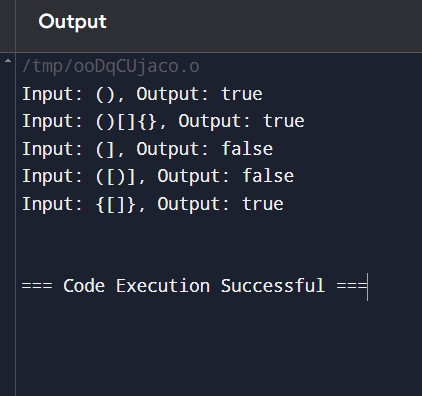 Output
/tmp/ooDqCUjaco.o
Input: (), Output: true
Input: ()[]{}, Output: true
Input: (], Output: false
Input: ([)], Output: false
Input: {[]}, Output: true
=== Code Execution Successful ===